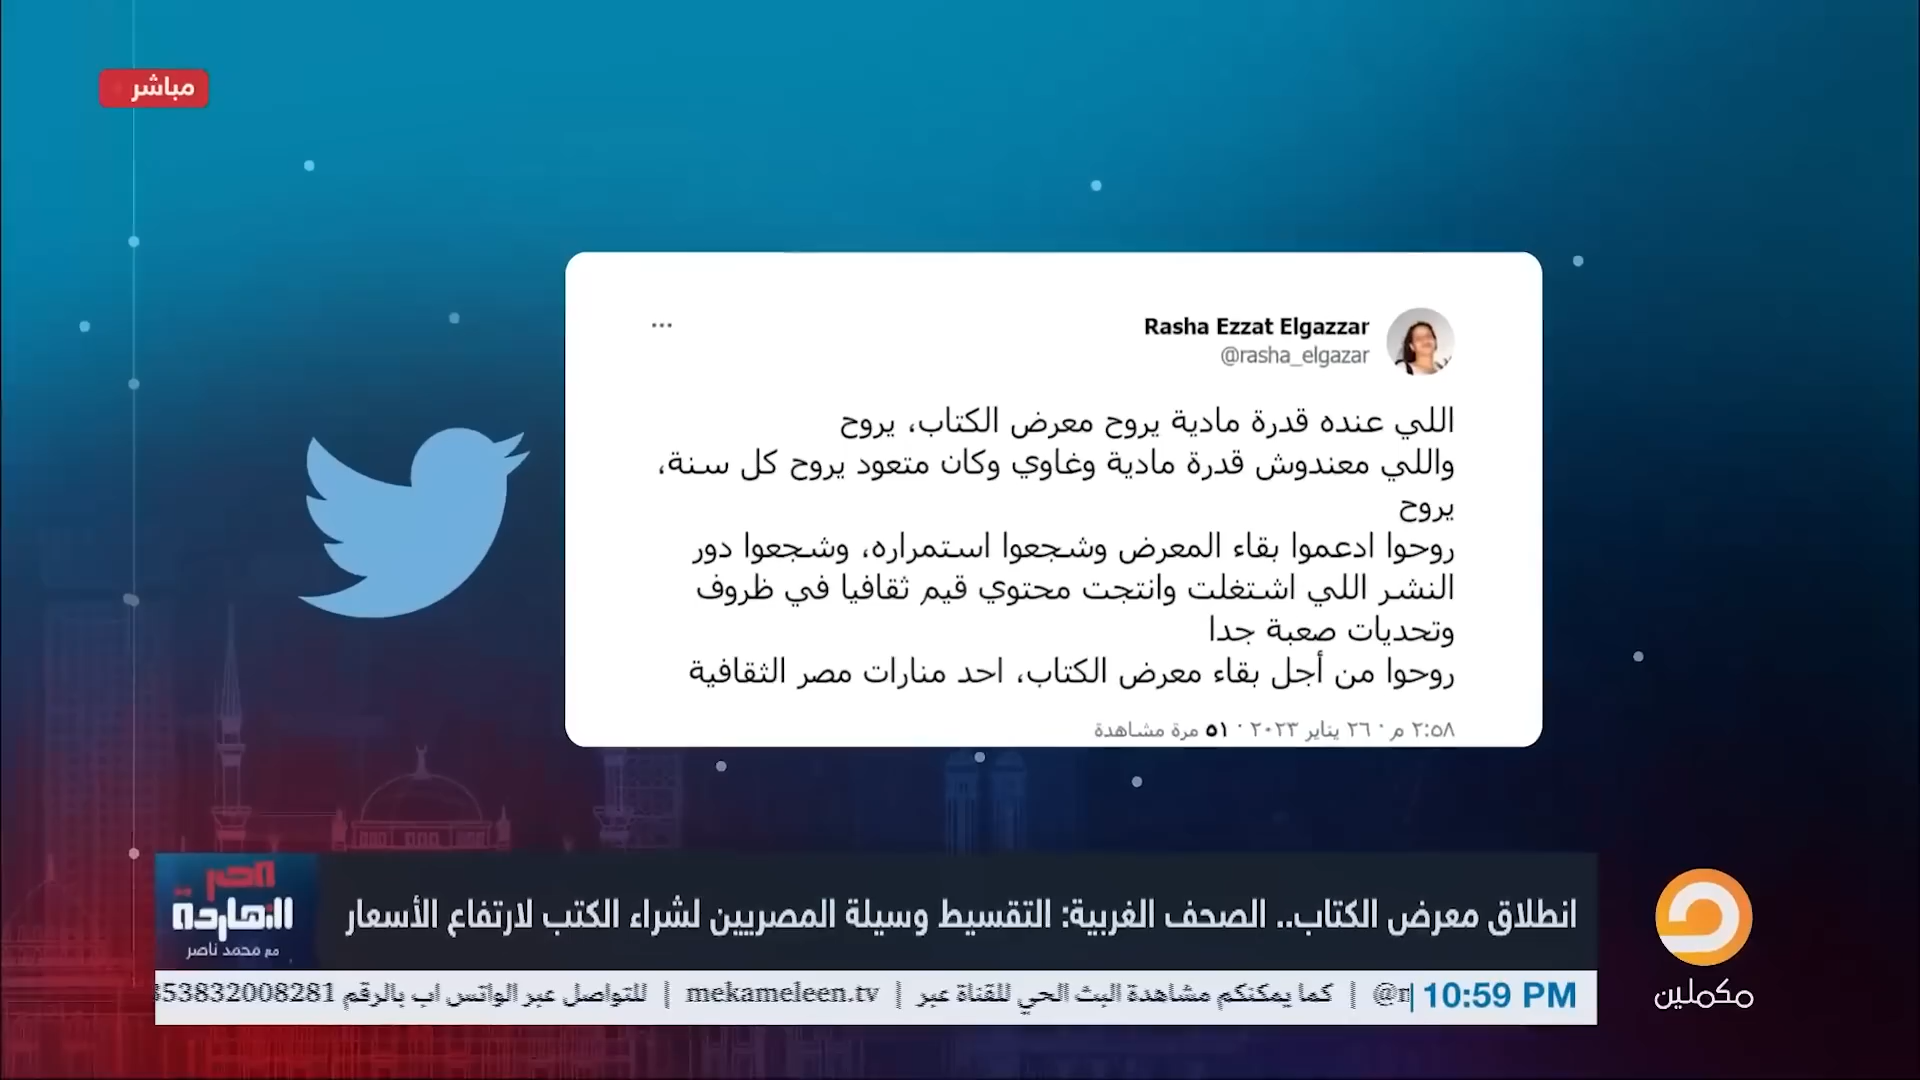 مباشر
Rasha Ezzat Elgazzar
@rasha_elgazar
...
اللي عنده قدرة مادية يروح معرض الكتاب، يروح
واللي معندوش قدرة مادية وغاوي وكان متعود يروح كل سنة،
يروح
روحوا ادعموا بقاء المعرض وشجعوا استمراره، وشجعوا دور
النشر اللي اشتغلت وانتجت محتوي قيم ثقافيا في ظروف
وتحديات صعبة جدا
روحوا من أجل بقاء معرض الكتاب، احد منارات مصر الثقافية
٢:٥٨ م · ٢٦ يناير ٢٠٢٣ · ٥١ مرة مشاهدة
مصر
النهاردة
مع محمد ناصر
انطلاق معرض الكتاب.. الصحف الغربية: التقسيط وسيلة المصريين لشراء الكتب لارتفاع الأسعار
10:59 PM
| كما يمكنكم مشاهدة البث الحي للقناة عبر | mekameleen.tv | للتواصل عبر الواتس اب بالرقم 353832008281
مكملين